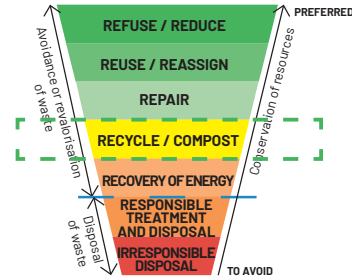 PREFERRED
REFUSE / REDUCE
REUSE / REASSIGN
REPAIR
RECYCLE / COMPOST
RECOVERY OF ENERGY
RESPONSIBLE
TREATMENT
AND DISPOSAL
IRRESPONSIBLE
DISPOSAL
TO AVOID
Avoidance or revalorisation
of waste
Disposal
of waste
Conservation of resources